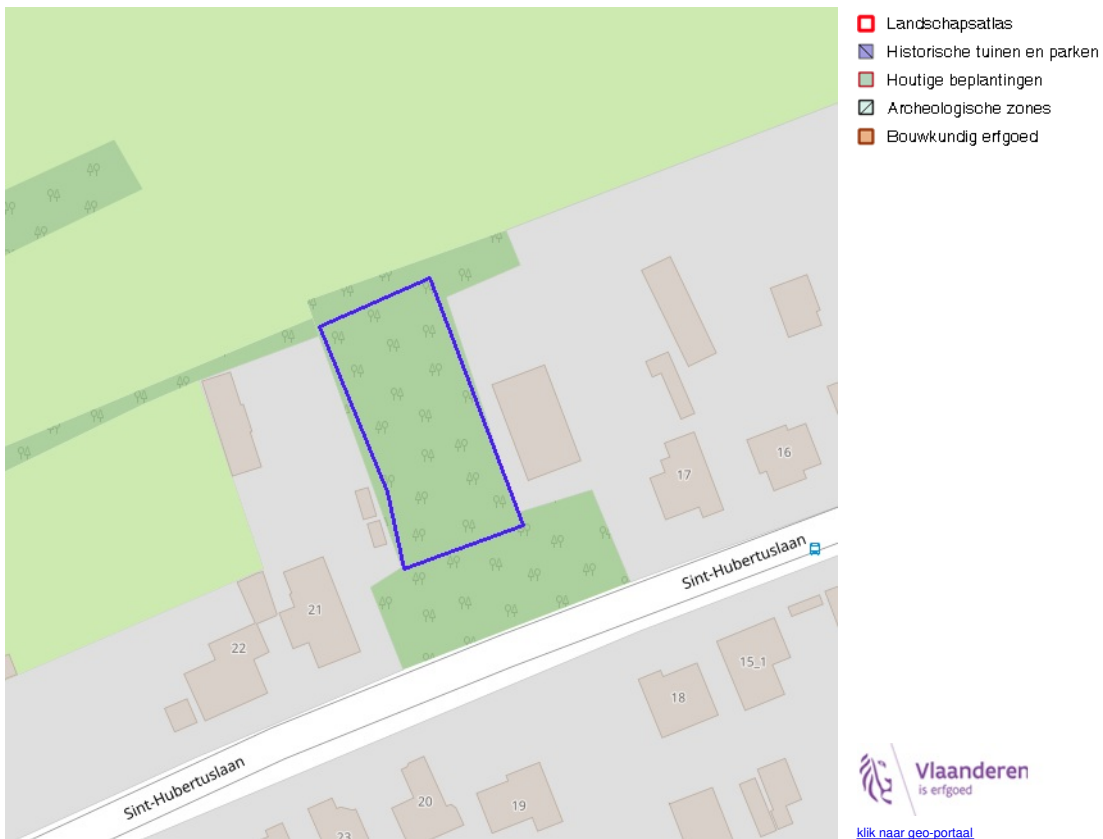 Landschapsatlas
Historische tuinen en parken
Houtige beplantingen
Archeologische zones
Bouwkundig erfgoed
16
17
Sint-Hubertuslaan
21
22
15_1
18
Sint-Hubertuslaan
20
19
23
Vlaanderen
is erfgoed
klik naar geo-portaal